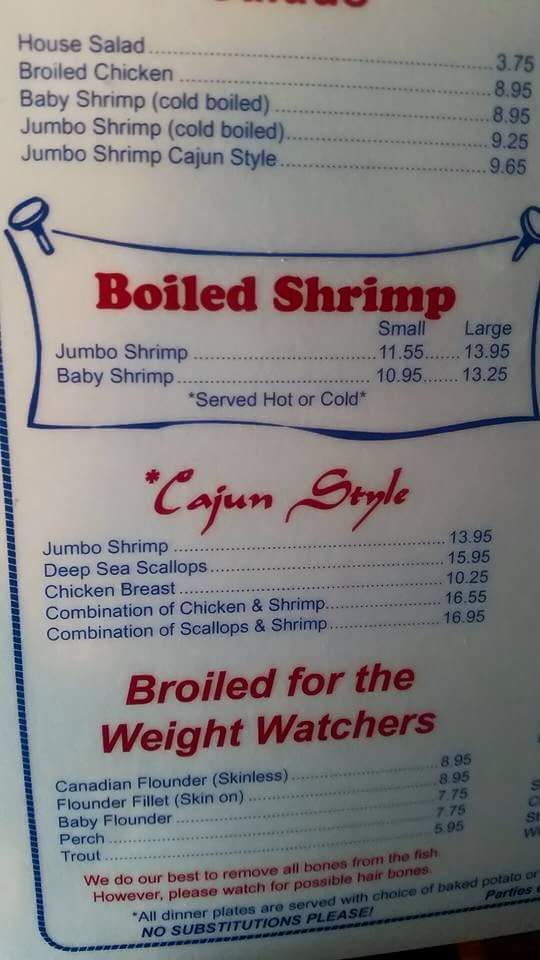 House Salad 3.75
Broiled Chicken 8.95
Baby Shrimp (cold boiled) 8.95
Jumbo Shrimp (cold boiled) 9.25
Jumbo Shrimp Cajun Style 9.65
Boiled Shrimp
Small Large
Jumbo Shrimp 11.55 13.95
Baby Shrimp 10.95 13.25
*Served Hot or Cold*
*Cajun Style
Jumbo Shrimp 13.95
Deep Sea Scallops 15.95
Chicken Breast 10.25
Combination of Chicken & Shrimp 16.55
Combination of Scallops & Shrimp 16.95
Broiled for the
Weight Watchers
Canadian Flounder (Skinless) 8.95
Flounder Fillet (Skin on) 8.95
Baby Flounder 7.75
Perch 7.75
Trout 5.95
We do our best to remove all bones from the fish.
However, please watch for possible hair bones.
*All dinner plates are served with choice of baked potato or
NO SUBSTITUTIONS PLEASE! Parties